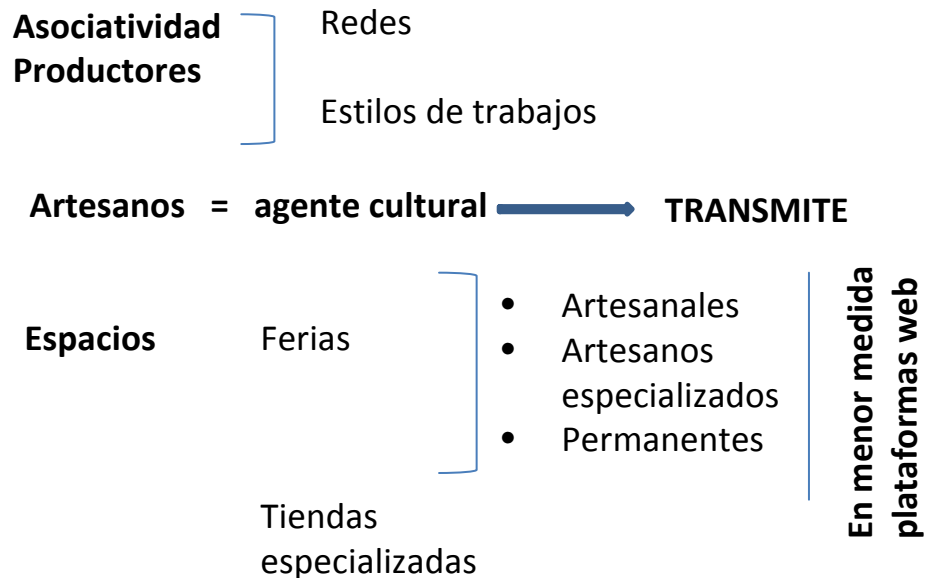 Asociatividad
Productores
Redes
Estilos de trabajos
Artesanos = agente cultural TRANSMITE
Espacios
Ferias
• Artesanales
• Artesanos
especializados
• Permanentes
Tiendas
especializadas
En menor medida
plataformas web